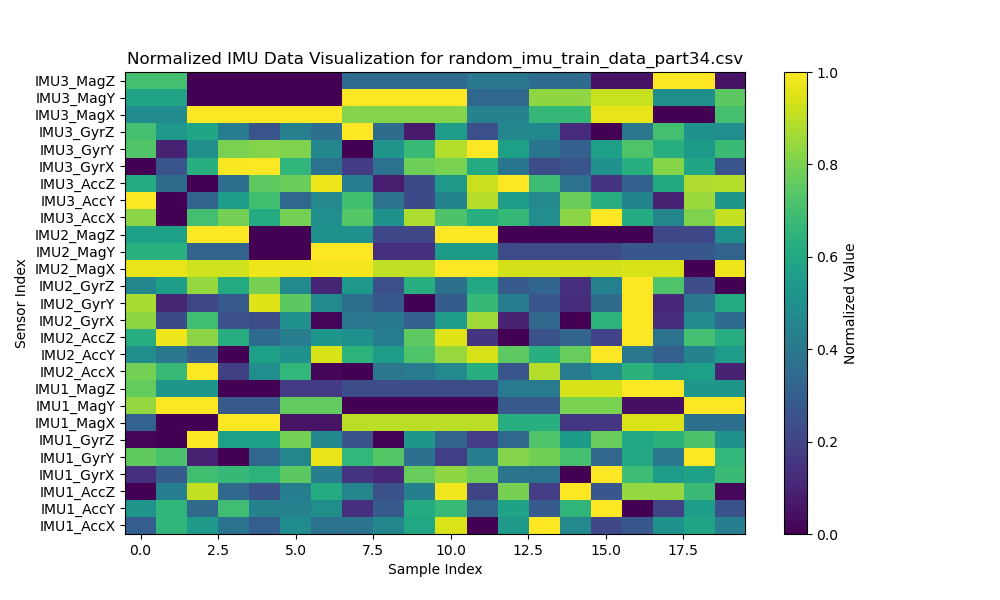 Normalized IMU Data Visualization for random_imu_train_data_part34.csv
IMU3_MagZ
IMU3_MagY
IMU3_MagX
IMU3_GyrZ
IMU3_GyrY
IMU3_GyrX
IMU3_AccZ
IMU3_AccY
IMU3_AccX
IMU2_MagZ
IMU2_MagY
IMU2_MagX
IMU2_GyrZ
IMU2_GyrY
IMU2_GyrX
IMU2_AccZ
IMU2_AccY
IMU2_AccX
IMU1_MagZ
IMU1_MagY
IMU1_MagX
IMU1_GyrZ
IMU1_GyrY
IMU1_GyrX
IMU1_AccZ
IMU1_AccY
IMU1_AccX
Sensor Index
0.0 2.5 5.0 7.5 10.0 12.5 15.0 17.5
Sample Index
1.0
0.8
0.6
0.4
0.2
0.0
Normalized Value